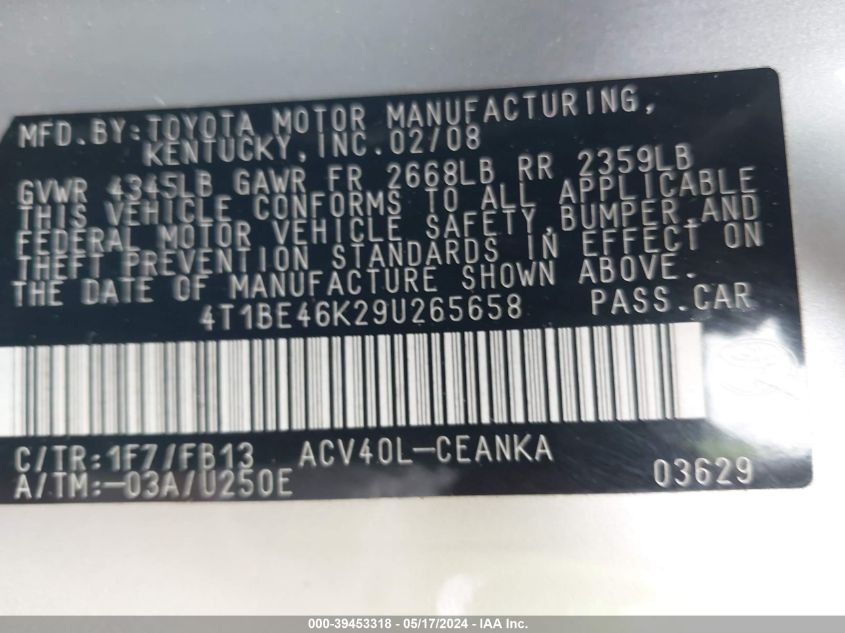 MFD.BY:TOYOTA MOTOR MANUFACTURING,
KENTUCKY,INC.02/08
GVWR 4345LB GAWR FR 2668LB RR 2359LB
THIS VEHICLE CONFORMS TO ALL APPLICABLE
FEDERAL MOTOR VEHICLE SAFETY,BUMPER,AND
THEFT PREVENTION STANDARDS IN EFFECT ON
THE DATE OF MANUFACTURE SHOWN ABOVE.
4T1BE46K29U265658 PASS.CAR
C/TR:1F7/FB13 ACV40L-CEANKA
A/TM:-03A/U250E 03629
000-39453318 - 05/17/2024 - IAA Inc.